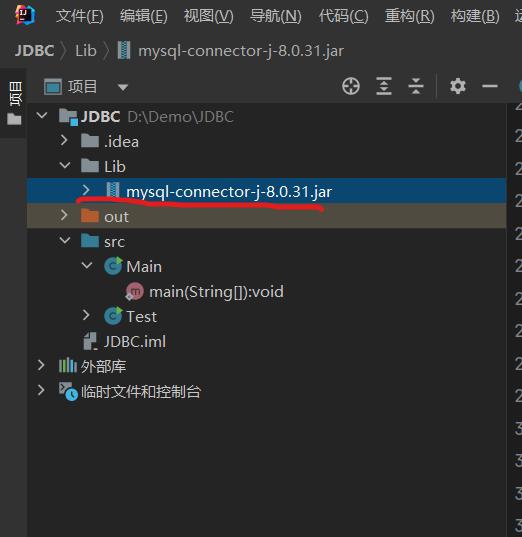 文件(F) 编辑(E) 视图(V) 导航(N) 代码(C) 重构(R) 构建(B)
JDBC Lib mysql-connector-j-8.0.31.jar
项目
项目
JDBC D:\Demo\JDBC
.idea
Lib
mysql-connector-j-8.0.31.jar
out
src
Main
main(String[]):void
Test
JDBC.iml
外部库
临时文件和控制台